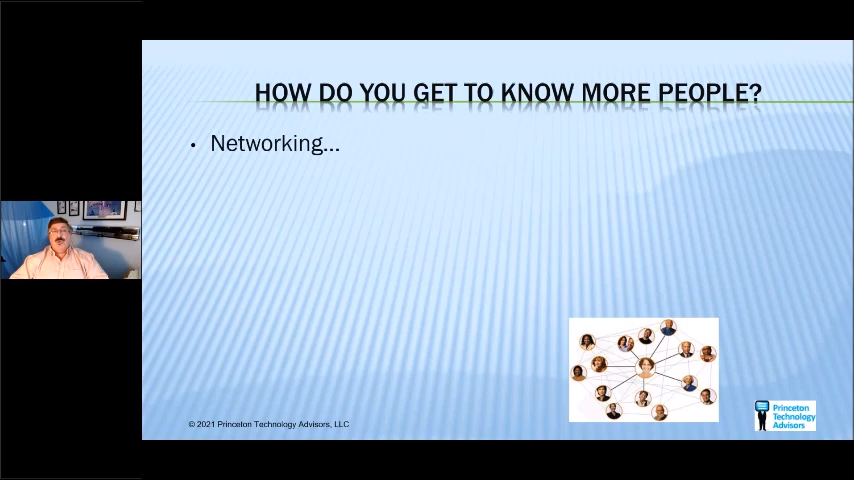 HOW DO YOU GET TO KNOW MORE PEOPLE?
• Networking...
© 2021 Princeton Technology Advisors, LLC
Princeton
Technology
Advisors